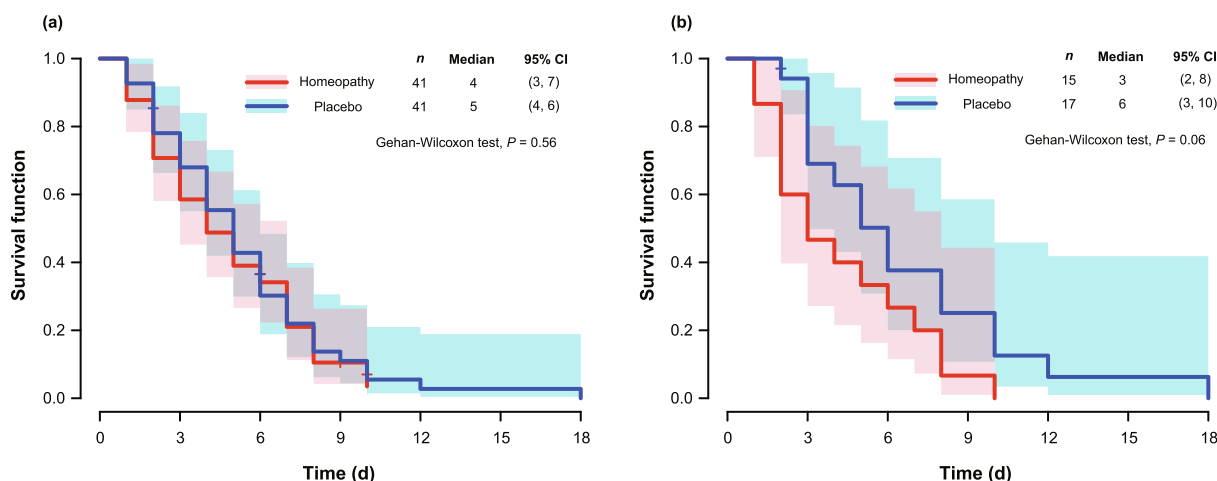 (a)
n Median 95% CI
Homeopathy 41 4 (3, 7)
Placebo 41 5 (4, 6)
Gehan-Wilcoxon test, P = 0.56
Survival function
1.0
0.8
0.6
0.4
0.2
0.0
0 3 6 9 12 15 18
Time (d)
(b)
n Median 95% CI
Homeopathy 15 3 (2, 8)
Placebo 17 6 (3, 10)
Gehan-Wilcoxon test, P = 0.06
Survival function
1.0
0.8
0.6
0.4
0.2
0.0
0 3 6 9 12 15 18
Time (d)